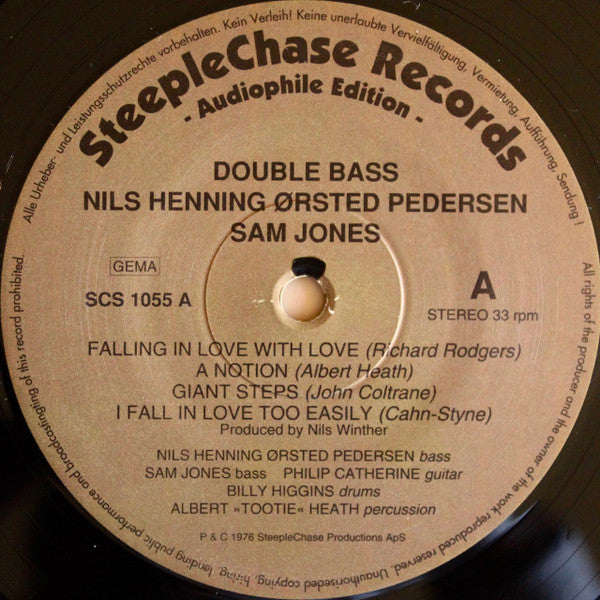 Alle Urheber- und Leistungsschutzrechte vorbehalten. Kein Verleih! Keine unerlaubte Vervielfältigung, Vermietung, Aufführung, Sendung !
SteepleChase Records
- Audiophile Edition -
DOUBLE BASS
NILS HENNING ØRSTED PEDERSEN
SAM JONES
GEMA
SCS 1055 A
A
STEREO 33 rpm
FALLING IN LOVE WITH LOVE (Richard Rodgers)
A NOTION (Albert Heath)
GIANT STEPS (John Coltrane)
I FALL IN LOVE TOO EASILY (Cahn-Styne)
Produced by Nils Winther
NILS HENNING ØRSTED PEDERSEN bass
SAM JONES bass PHILIP CATHERINE guitar
BILLY HIGGINS drums
ALBERT »TOOTIE« HEATH percussion
P & C 1976 SteepleChase Productions ApS
All rights of the producer and the owner of the work reproduced reserved. Unauthorised copying, hiring, lending public performance and broadcasting of this record prohibited.